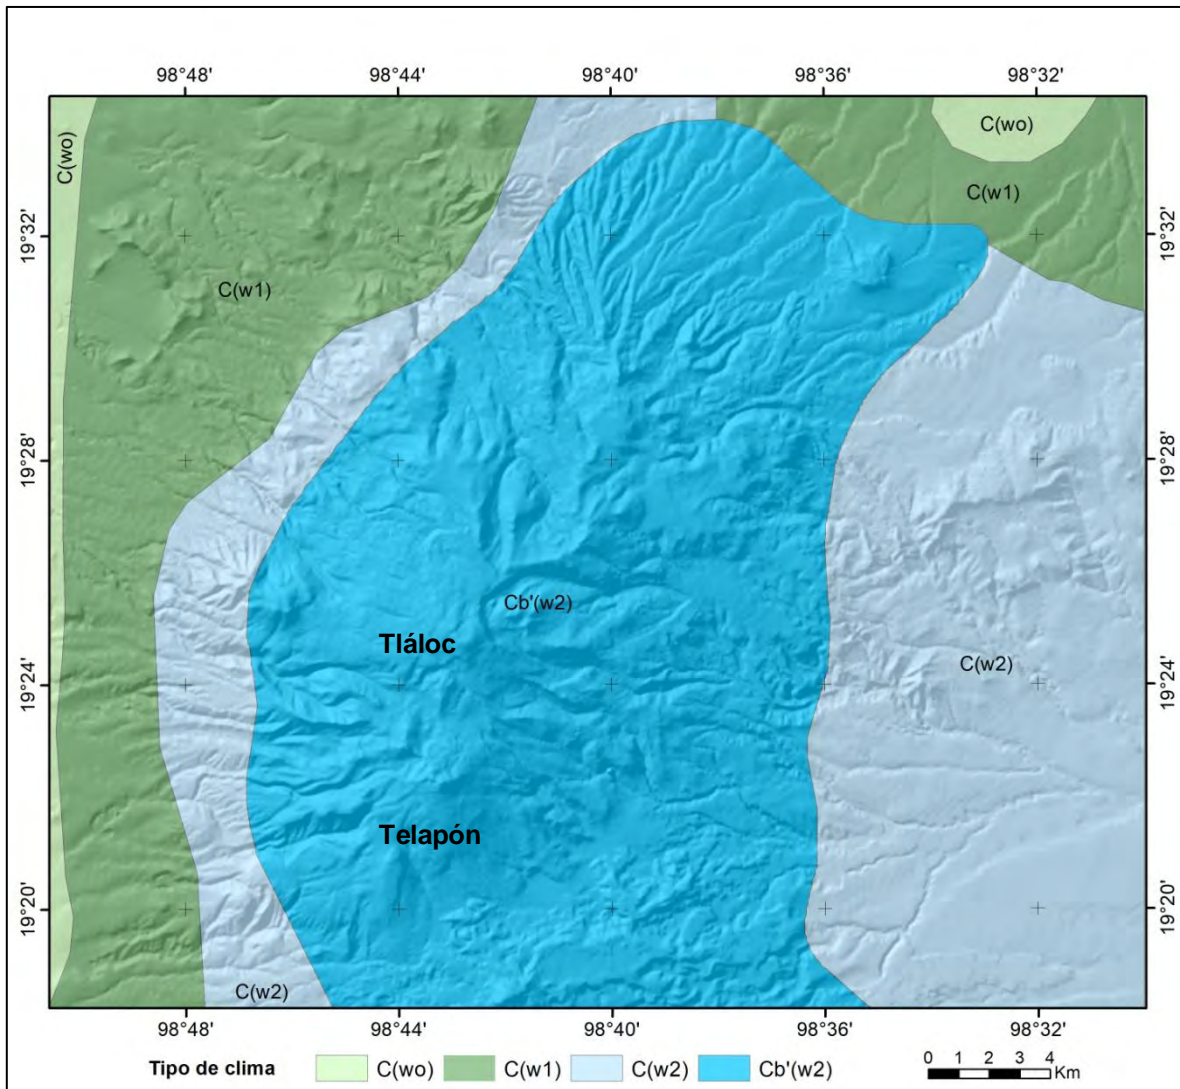 98°48' 98°44' 98°40' 98°36' 98°32'
C(wo)
C(wo)
C(w1)
19°32' 19°32'
C(w1)
19°28' 19°28'
Cb'(w2)
Tláloc
C(w2)
19°24' 19°24'
Telapón
19°20' 19°20'
C(w2)
98°48' 98°44' 98°40' 98°36' 98°32'
0 1 2 3 4
Tipo de clima C(wo) C(w1) C(w2) Cb'(w2) Km